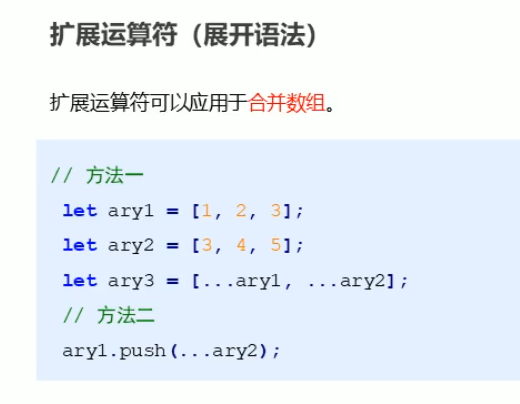 扩展运算符（展开语法）
扩展运算符可以应用于合并数组。
// 方法一
let ary1 = [1, 2, 3];
let ary2 = [3, 4, 5];
let ary3 = [...ary1, ...ary2];
// 方法二
ary1.push(...ary2);